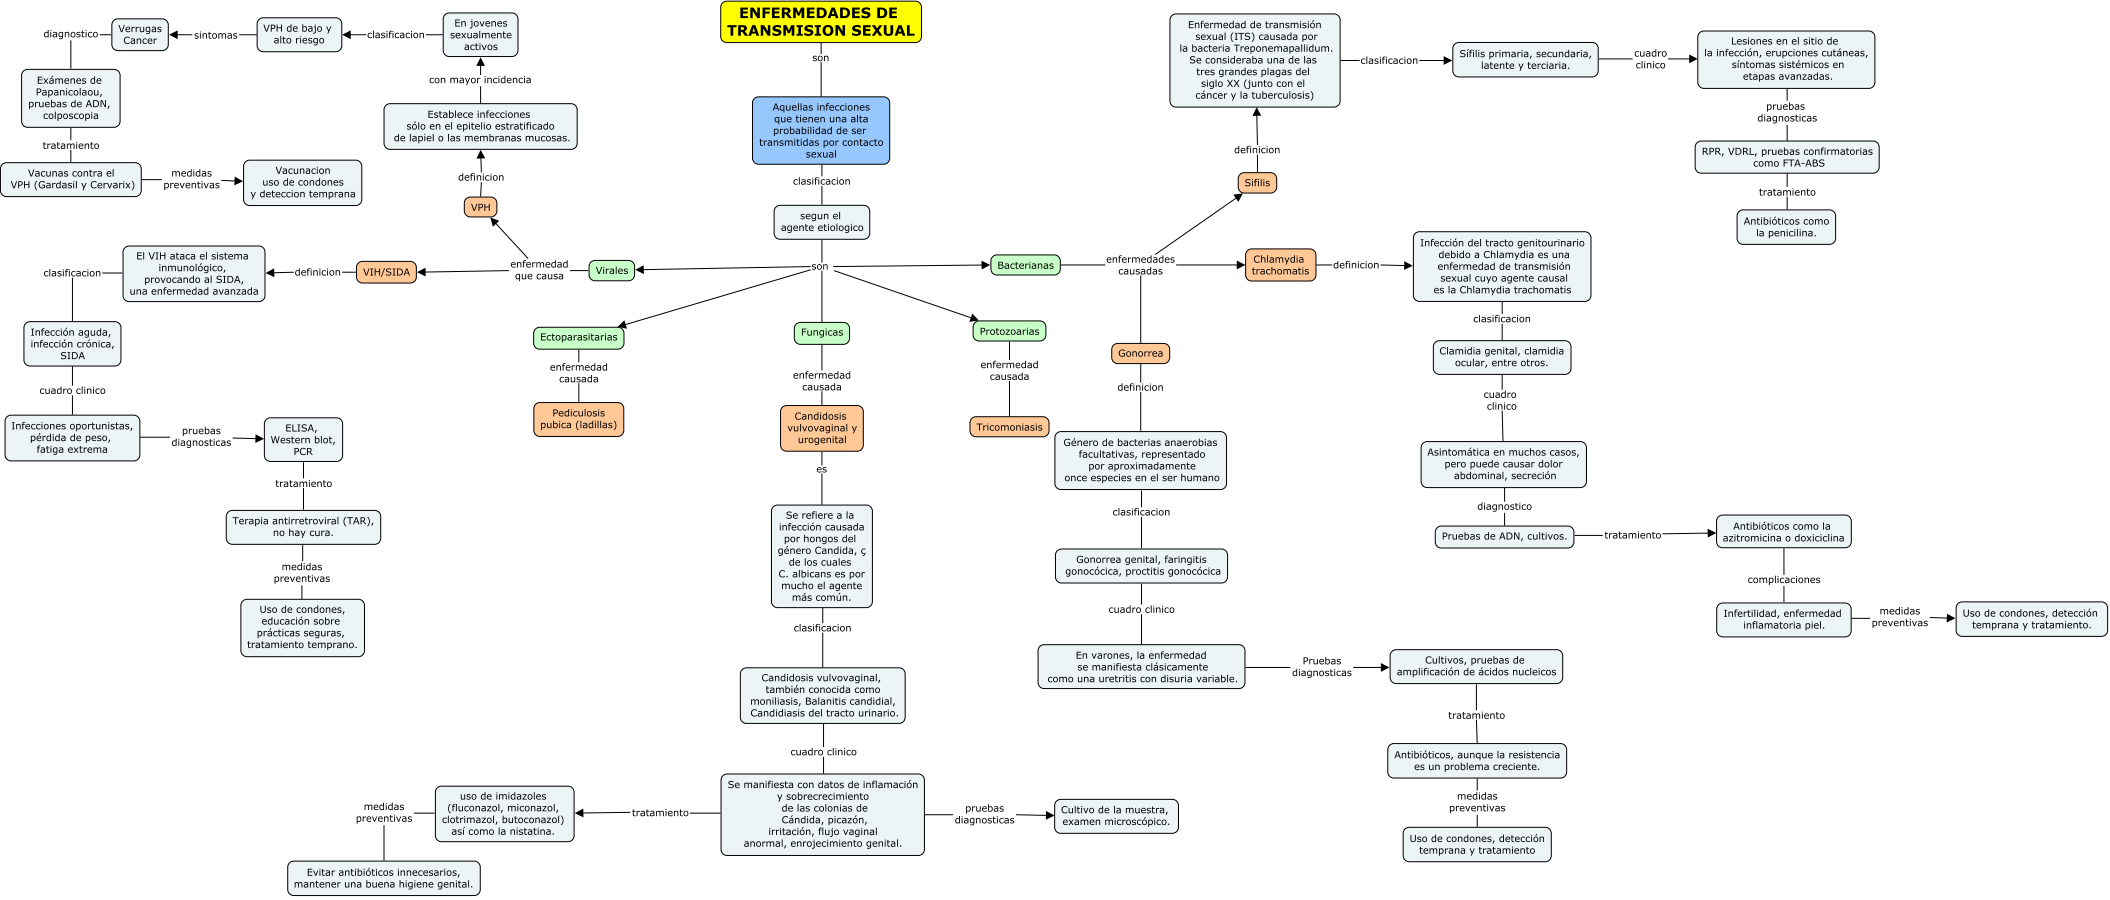 ENFERMEDADES DE
TRANSMISION SEXUAL
son
Aquellas infecciones
que tienen una alta
probabilidad de ser
transmitidas por contacto
sexual
clasificacion
segun el
agente etiologico
son
Virales
enfermedad
que causa
VPH
definicion
Establece infecciones
sólo en el epitelio estratificado
de lapiel o las membranas mucosas.
con mayor incidencia
En jovenes
sexualmente
activos
clasificacion
VPH de bajo y
alto riesgo
sintomas
Verrugas
Cancer
diagnostico
Exámenes de
Papanicolaou,
pruebas de ADN,
colposcopia
tratamiento
Vacunas contra el
VPH (Gardasil y Cervarix)
medidas
preventivas
Vacunacion
uso de condones
y deteccion temprana
VIH/SIDA
definicion
El VIH ataca el sistema
inmunológico,
provocando al SIDA,
una enfermedad avanzada
clasificacion
Infección aguda,
infección crónica,
SIDA
cuadro clinico
Infecciones oportunistas,
pérdida de peso,
fatiga extrema
pruebas
diagnosticas
ELISA,
Western blot,
PCR
tratamiento
Terapia antirretroviral (TAR),
no hay cura.
medidas
preventivas
Uso de condones,
educación sobre
prácticas seguras,
tratamiento temprano.
Ectoparasitarias
enfermedad
causada
Pediculosis
pubica (ladillas)
Fungicas
enfermedad
causada
Candidosis
vulvovaginal y
urogenital
es
Se refiere a la
infección causada
por hongos del
género Candida, ç
de los cuales
C. albicans es por
mucho el agente
más común.
clasificacion
Candidosis vulvovaginal,
también conocida como
moniliasis, Balanitis candidial,
Candidiasis del tracto urinario.
cuadro clinico
Se manifiesta con datos de inflamación
y sobrecrecimiento
de las colonias de
Cándida, picazón,
irritación, flujo vaginal
anormal, enrojecimiento genital.
tratamiento
uso de imidazoles
(fluconazol, miconazol,
clotrimazol, butoconazol)
así como la nistatina.
medidas
preventivas
Evitar antibióticos innecesarios,
mantener una buena higiene genital.
pruebas
diagnosticas
Cultivo de la muestra,
examen microscópico.
Protozoarias
enfermedad
causada
Tricomoniasis
Bacterianas
enfermedades
causadas
Sifilis
definicion
Enfermedad de transmisión
sexual (ITS) causada por
la bacteria Treponemapallidum.
Se consideraba una de las
tres grandes plagas del
siglo XX (junto con el
cáncer y la tuberculosis)
clasificacion
Sífilis primaria, secundaria,
latente y terciaria.
cuadro
clinico
Lesiones en el sitio de
la infección, erupciones cutáneas,
síntomas sistémicos en
etapas avanzadas.
pruebas
diagnosticas
RPR, VDRL, pruebas confirmatorias
como FTA-ABS
tratamiento
Antibióticos como
la penicilina.
Chlamydia
trachomatis
definicion
Infección del tracto genitourinario
debido a Chlamydia es una
enfermedad de transmisión
sexual cuyo agente causal
es la Chlamydia trachomatis
clasificacion
Clamidia genital, clamidia
ocular, entre otros.
cuadro
clinico
Asintomática en muchos casos,
pero puede causar dolor
abdominal, secreción
diagnostico
Pruebas de ADN, cultivos.
tratamiento
Antibióticos como la
azitromicina o doxiciclina
complicaciones
Infertilidad, enfermedad
inflamatoria piel.
medidas
preventivas
Uso de condones, detección
temprana y tratamiento.
Gonorrea
definicion
Género de bacterias anaerobias
facultativas, representado
por aproximadamente
once especies en el ser humano
clasificacion
Gonorrea genital, faringitis
gonocócica, proctitis gonocócica
cuadro clinico
En varones, la enfermedad
se manifiesta clásicamente
como una uretritis con disuria variable.
Pruebas
diagnosticas
Cultivos, pruebas de
amplificación de ácidos nucleicos
tratamiento
Antibióticos, aunque la resistencia
es un problema creciente.
medidas
preventivas
Uso de condones, detección
temprana y tratamiento